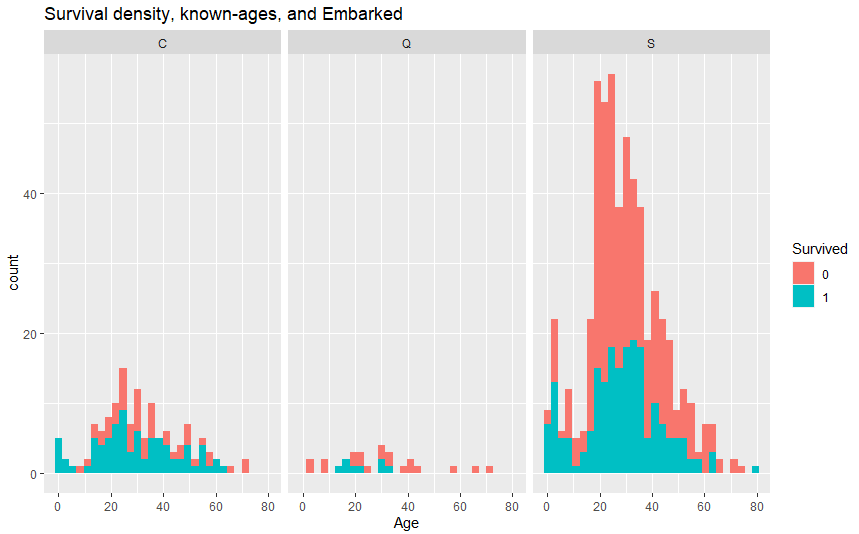 Survival density, known-ages, and Embarked
C Q S
count
40
20
0
0 20 40 60 80 0 20 40 60 80 0 20 40 60 80
Age
Survived
0
1